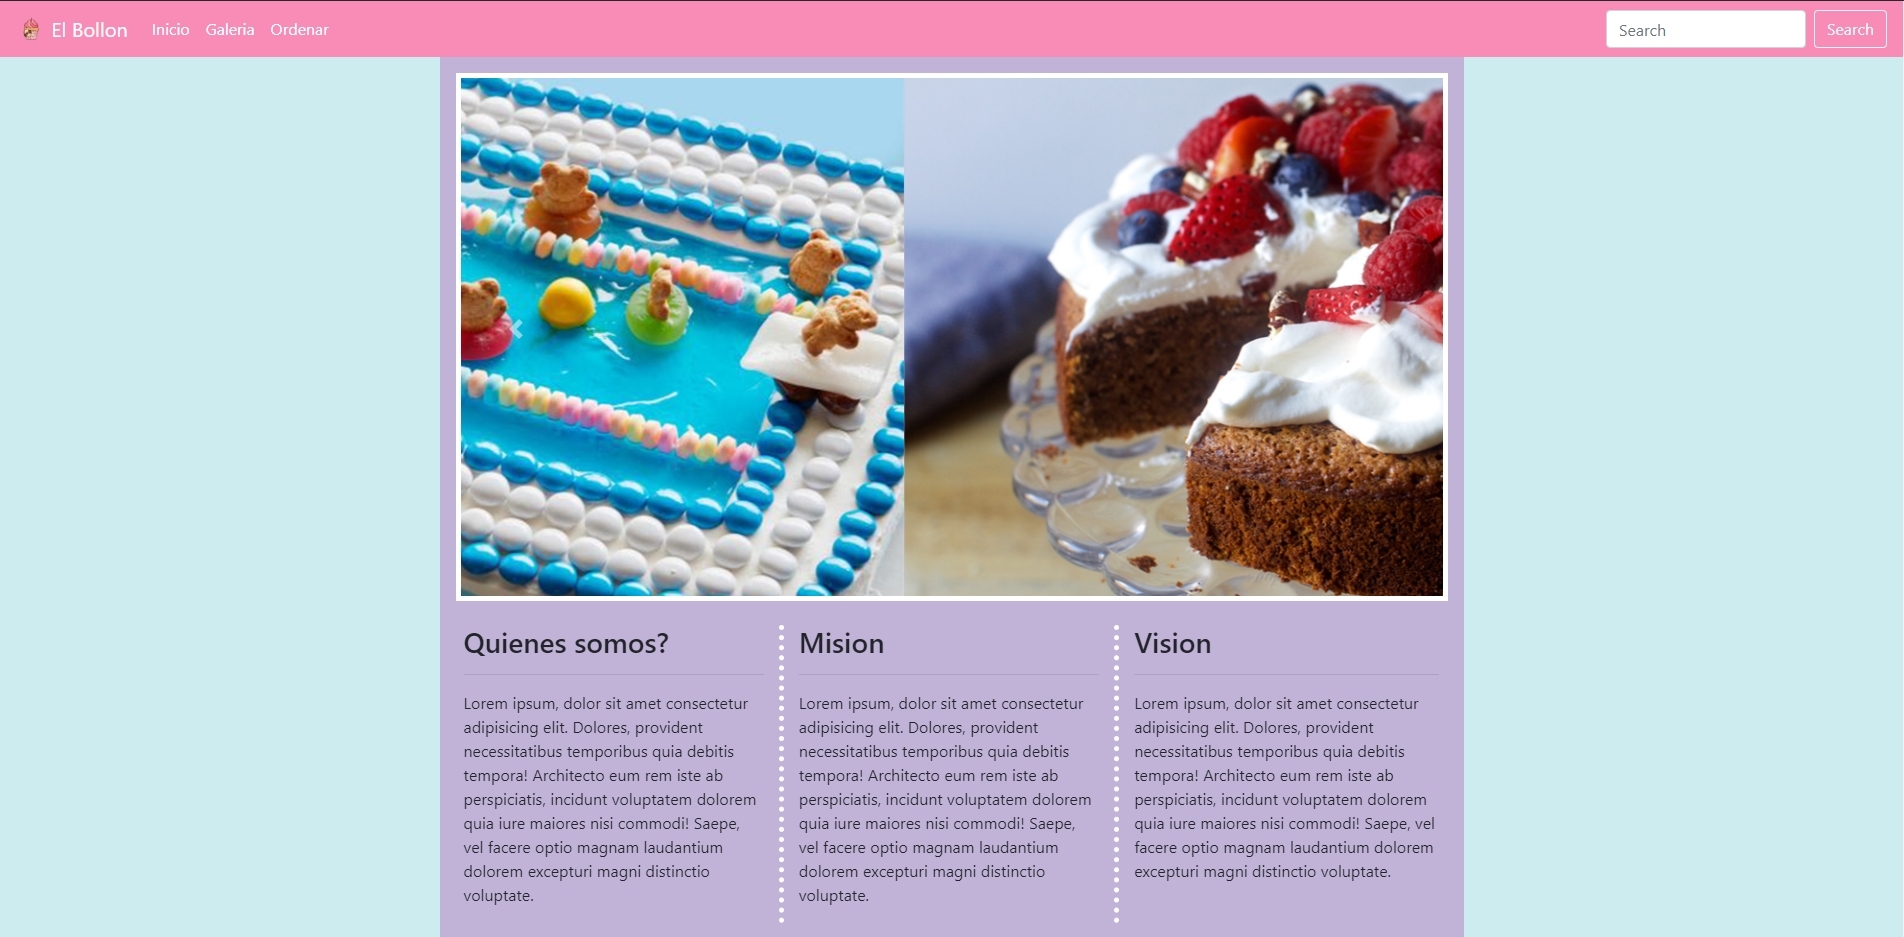 El Bollon Inicio Galeria Ordenar Search Search
Quienes somos?
Lorem ipsum, dolor sit amet consectetur
adipisicing elit. Dolores, provident
necessitatibus temporibus quia debitis
tempora! Architecto eum rem iste ab
perspiciatis, incidunt voluptatem dolorem
quia iure maiores nisi commodi! Saepe,
vel facere optio magnam laudantium
dolorem excepturi magni distinctio
voluptate.
Mision
Lorem ipsum, dolor sit amet consectetur
adipisicing elit. Dolores, provident
necessitatibus temporibus quia debitis
tempora! Architecto eum rem iste ab
perspiciatis, incidunt voluptatem dolorem
quia iure maiores nisi commodi! Saepe,
vel facere optio magnam laudantium
dolorem excepturi magni distinctio
voluptate.
Vision
Lorem ipsum, dolor sit amet consectetur
adipisicing elit. Dolores, provident
necessitatibus temporibus quia debitis
tempora! Architecto eum rem iste ab
perspiciatis, incidunt voluptatem dolorem
quia iure maiores nisi commodi! Saepe, vel
facere optio magnam laudantium dolorem
excepturi magni distinctio voluptate.